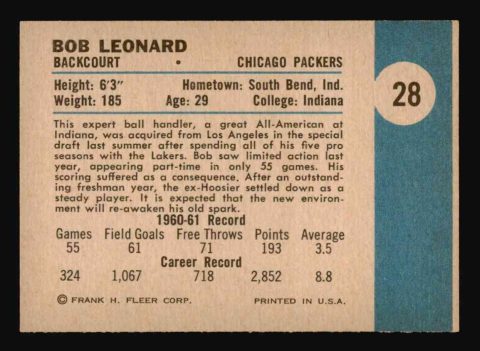 BOB LEONARD
BACKCOURT • CHICAGO PACKERS
28
Height: 6'3" Hometown: South Bend, Ind.
Weight: 185 Age: 29 College: Indiana
This expert ball handler, a great All-American at
Indiana, was acquired from Los Angeles in the special
draft last summer after spending all of his five pro
seasons with the Lakers. Bob saw limited action last
year, appearing part-time in only 55 games. His
scoring suffered as a consequence. After an outstand-
ing freshman year, the ex-Hoosier settled down as a
steady player. It is expected that the new environ-
ment will re-awaken his old spark.
1960-61 Record
Games Field Goals Free Throws Points Average
55 61 71 193 3.5
Career Record
324 1,067 718 2,852 8.8
© FRANK H. FLEER CORP. PRINTED IN U.S.A.